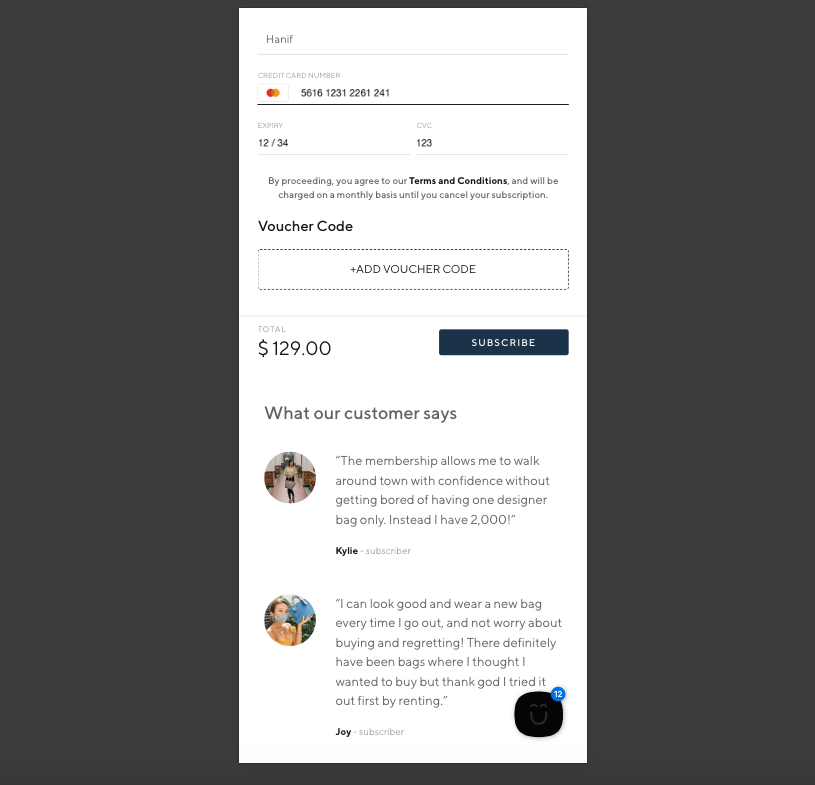 Hanif
CREDIT CARD NUMBER
5616 1231 2261 241
EXPIRY
CVC
12 / 34
123
By proceeding, you agree to our Terms and Conditions, and will be
charged on a monthly basis until you cancel your subscription.
Voucher Code
+ADD VOUCHER CODE
TOTAL
$ 129.00
SUBSCRIBE
What our customer says
“The membership allows me to walk
around town with confidence without
getting bored of having one designer
bag only. Instead I have 2,000!”
Kylie - subscriber
“I can look good and wear a new bag
every time I go out, and not worry about
buying and regretting! There definitely
have been bags where I thought I
wanted to buy but thank god I tried it
out first by renting.”
12
Joy - subscriber